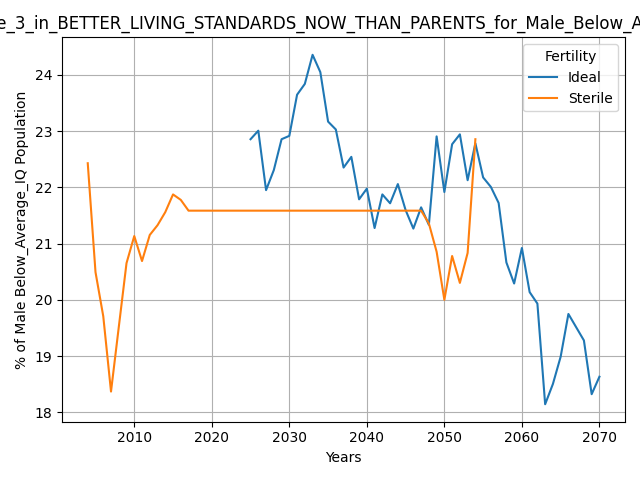 e_3_in_BETTER_LIVING_STANDARDS_NOW_THAN_PARENTS_for_Male_Below_A
Fertility
Ideal
Sterile
% of Male Below_Average_IQ Population
24
23
22
21
20
19
18
2010 2020 2030 2040 2050 2060 2070
Years